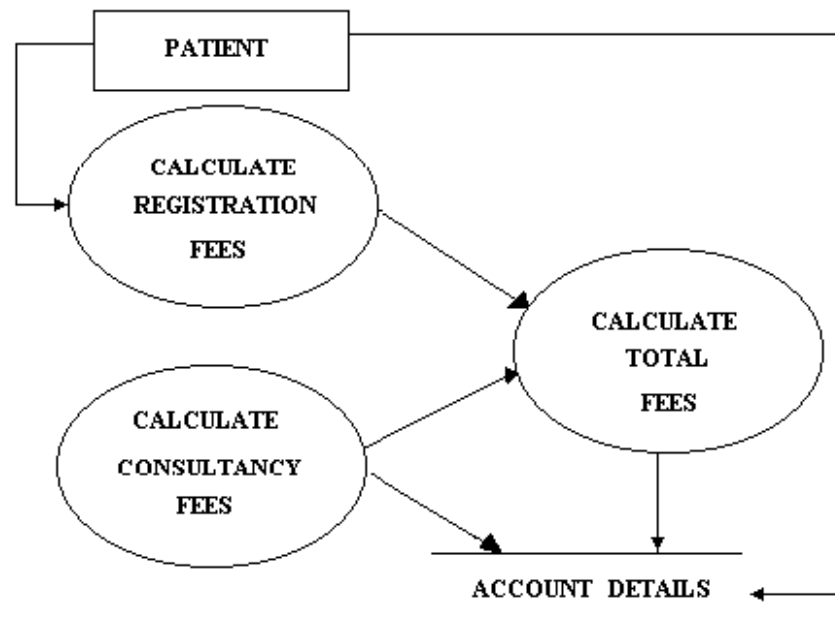 PATIENT
CALCULATE
REGISTRATION
FEES
CALCULATE
TOTAL
FEES
CALCULATE
CONSULTANCY
FEES
ACCOUNT DETAILS